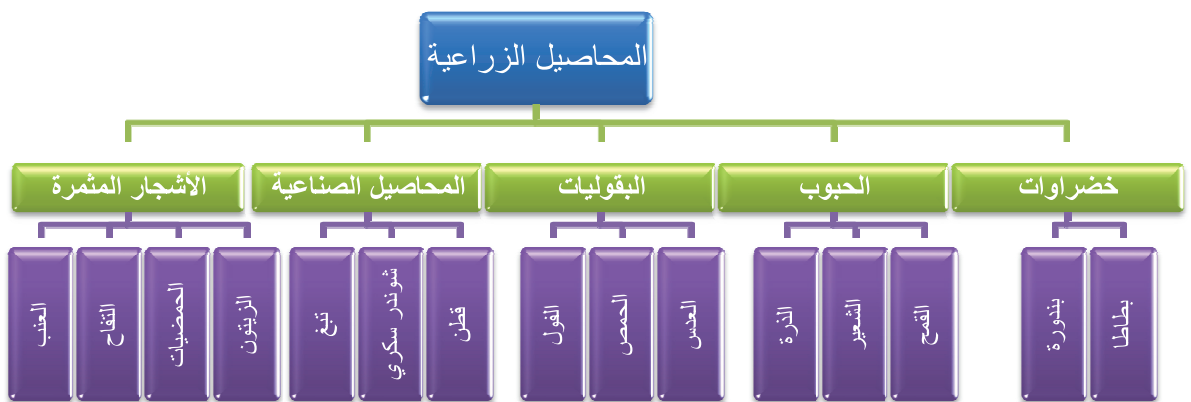 المحاصيل الزراعية
خضراوات
الحبوب
البقوليات
المحاصيل الصناعية
الأشجار المثمرة
بطاطا
بندورة
القمح
الشعير
الذرة
العدس
الحمص
الفول
قطن
شوندر سكري
تبغ
الزيتون
الحمضيات
التفاح
العنب